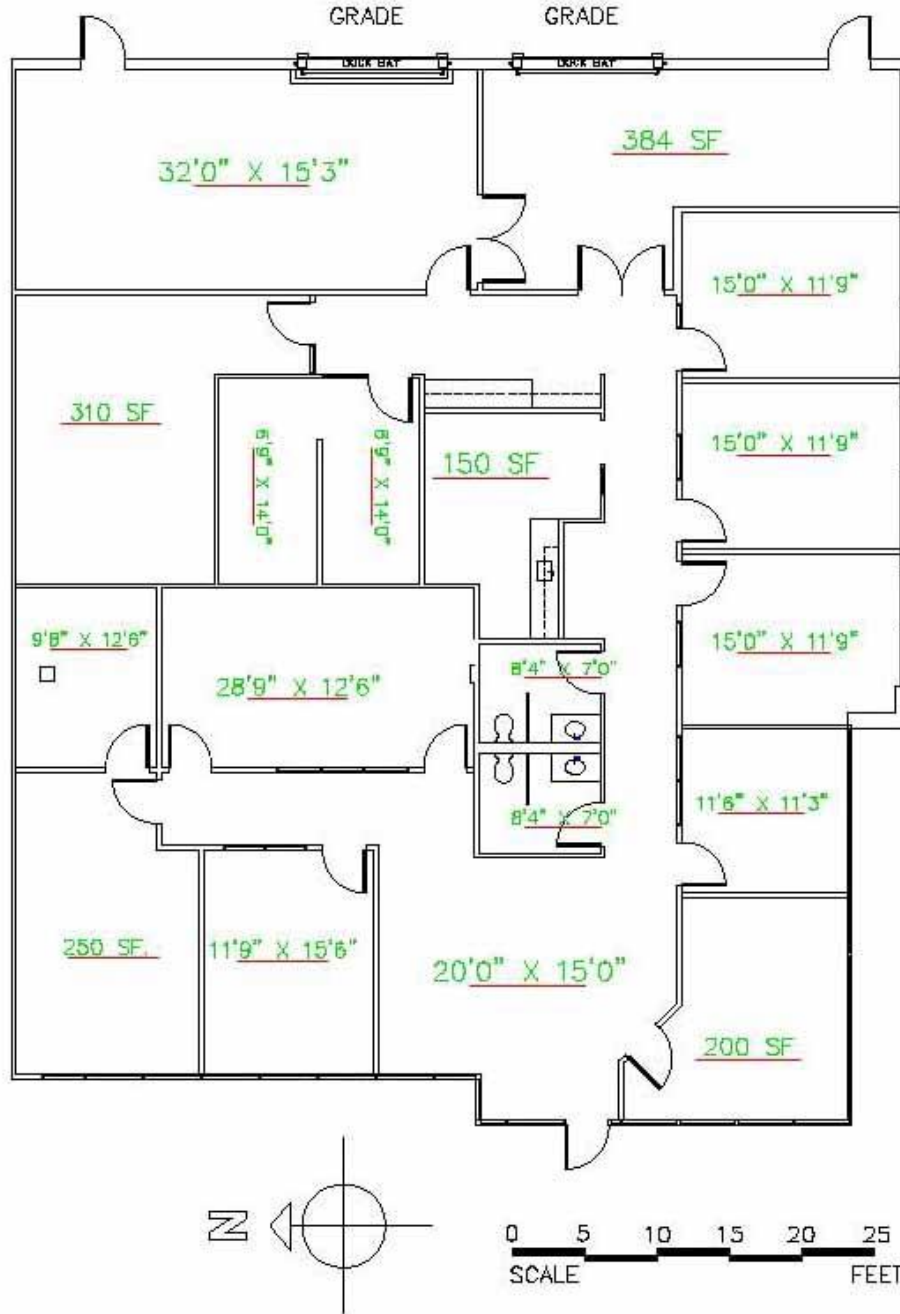 GRADE
GRADE
384 SF
32'0" X 15'3"
15'0" X 11'9"
310 SF
6'9" X 14'0"
6'9" X 14'0"
150 SF
15'0" X 11'9"
9'8" X 12'6"
28'9" X 12'6"
8'4" X 7'0"
15'0" X 11'9"
11'6" X 11'3"
8'4" X 7'0"
250 SF.
11'9" X 15'6"
20'0" X 15'0"
200 SF
N
0 5 10 15 20 25
SCALE FEET